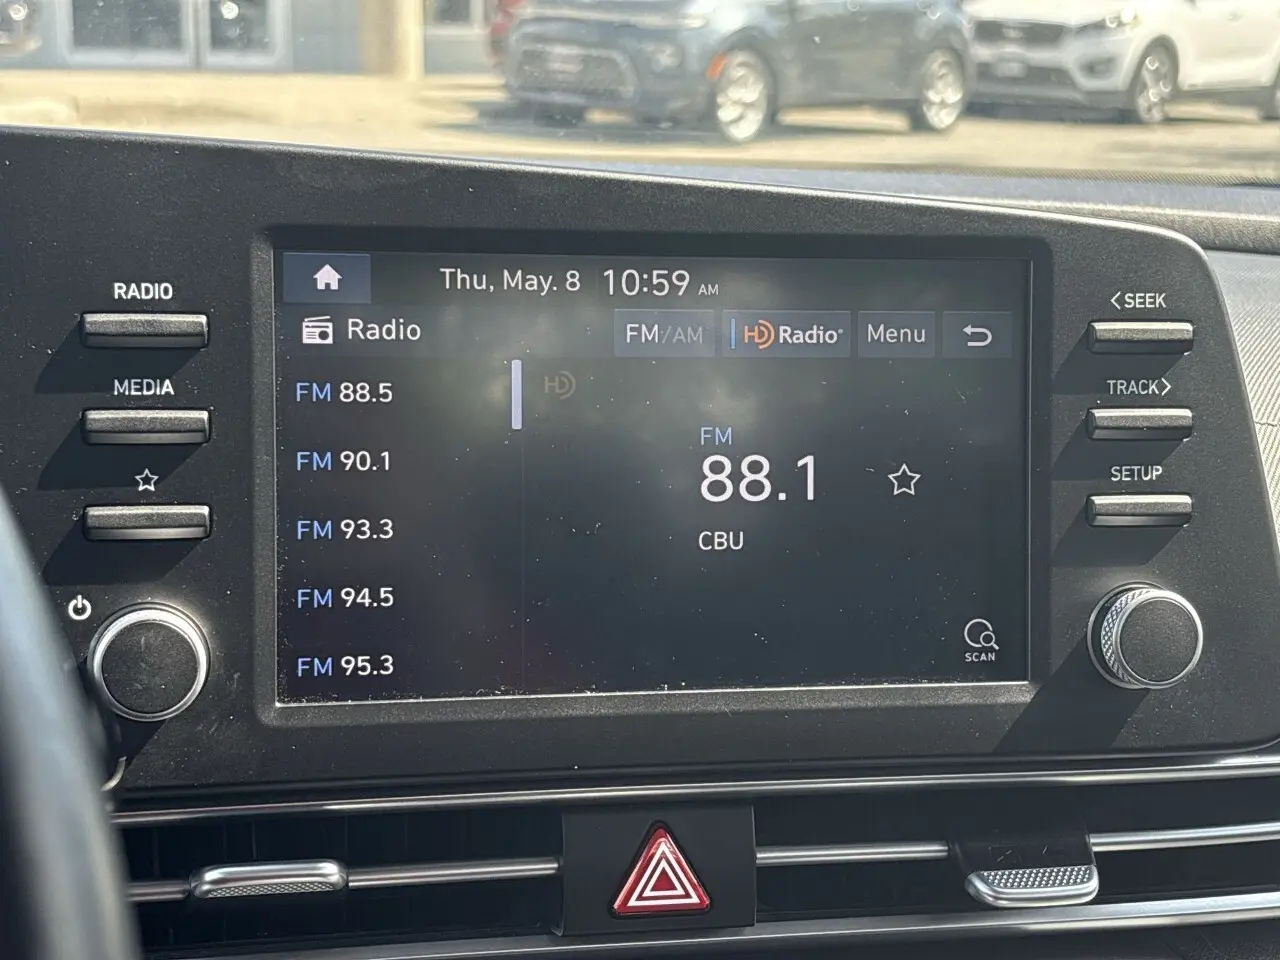 RADIO
MEDIA
Thu, May. 8 10:59 AM
Radio
FM/AM
HD Radio
Menu
FM 88.5
FM 90.1
FM 93.3
FM 94.5
FM 95.3
HD
FM
88.1
CBU
SCAN
<SEEK
TRACK>
SETUP